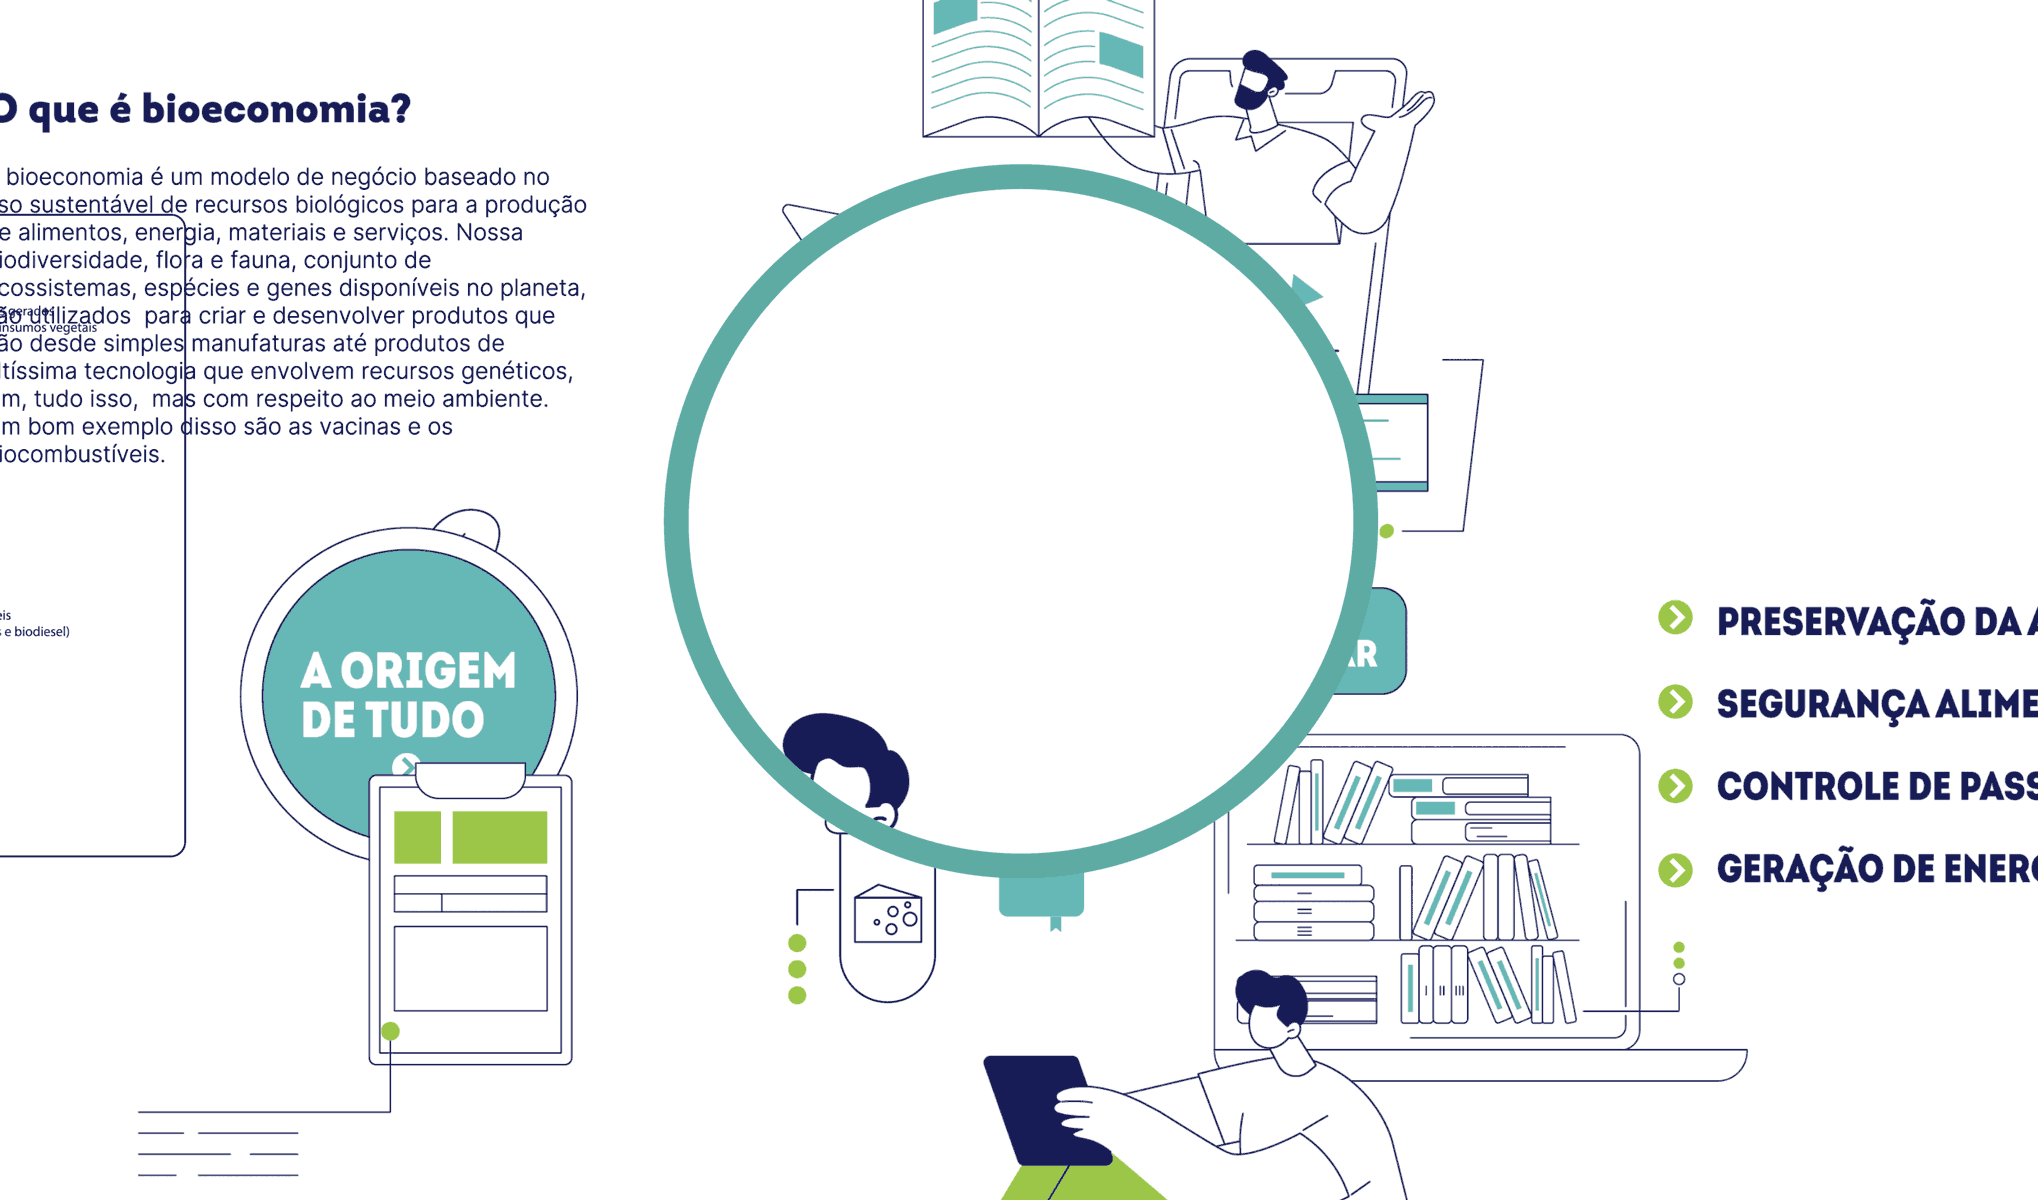 O que é bioeconomia?
bioeconomia é um modelo de negócio baseado no
so sustentável de recursos biológicos para a produção
e alimentos, energia, materiais e serviços. Nossa
iodiversidade, flora e fauna, conjunto de
cossistemas, espécies e genes disponíveis no planeta,
ão utilizados para criar e desenvolver produtos que
ão desde simples manufaturas até produtos de
ltíssima tecnologia que envolvem recursos genéticos,
m, tudo isso, mas com respeito ao meio ambiente.
m bom exemplo disso são as vacinas e os
iocombustíveis.
gerados
insumos vegetais
eis
s e biodiesel)
A ORIGEM
DE TUDO
AR
PRESERVAÇÃO DA A
SEGURANÇA ALIME
CONTROLE DE PASS
GERAÇÃO DE ENERG
I II III